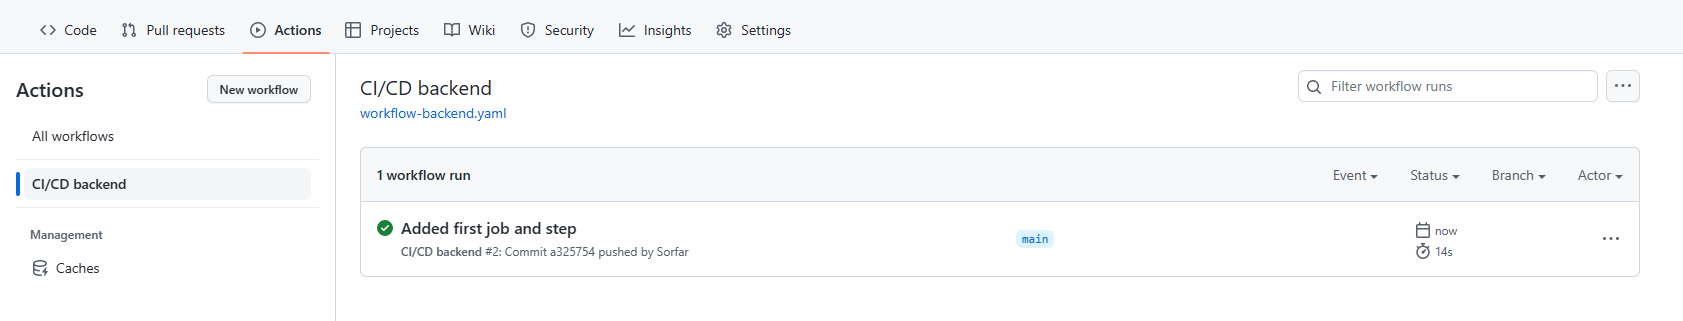 Code Pull requests Actions Projects Wiki Security Insights Settings
Actions
New workflow
All workflows
CI/CD backend
Management
Caches
CI/CD backend
workflow-backend.yaml
Filter workflow runs
1 workflow run
Event Status Branch Actor
Added first job and step
CI/CD backend #2: Commit a325754 pushed by Sorfar
main
now
14s